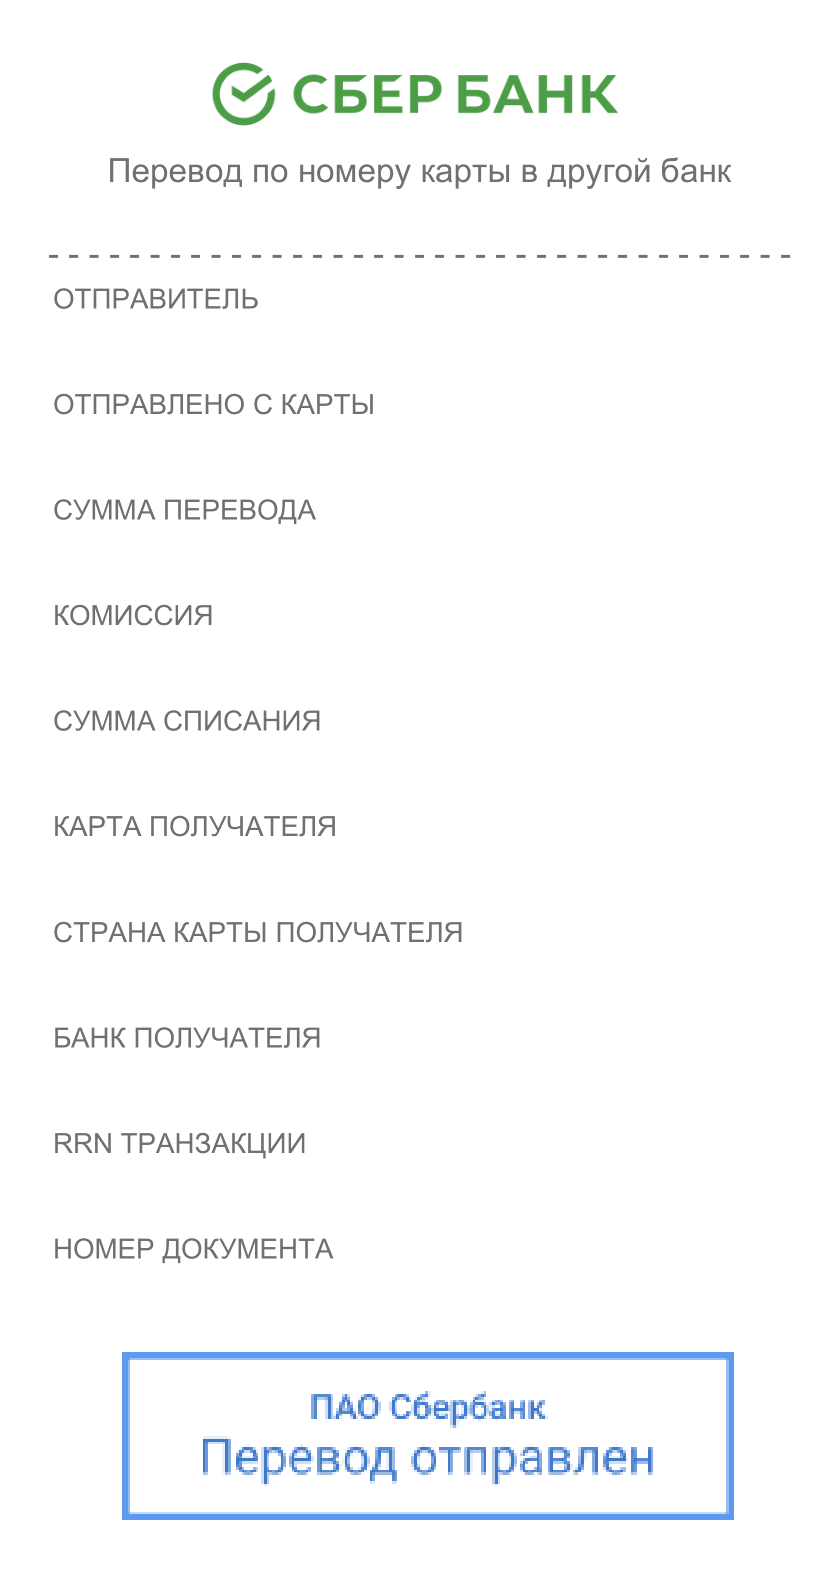 СБЕР БАНК
Перевод по номеру карты в другой банк
ОТПРАВИТЕЛЬ
ОТПРАВЛЕНО С КАРТЫ
СУММА ПЕРЕВОДА
КОМИССИЯ
СУММА СПИСАНИЯ
КАРТА ПОЛУЧАТЕЛЯ
СТРАНА КАРТЫ ПОЛУЧАТЕЛЯ
БАНК ПОЛУЧАТЕЛЯ
RRN ТРАНЗАКЦИИ
НОМЕР ДОКУМЕНТА
ПАО Сбербанк
Перевод отправлен